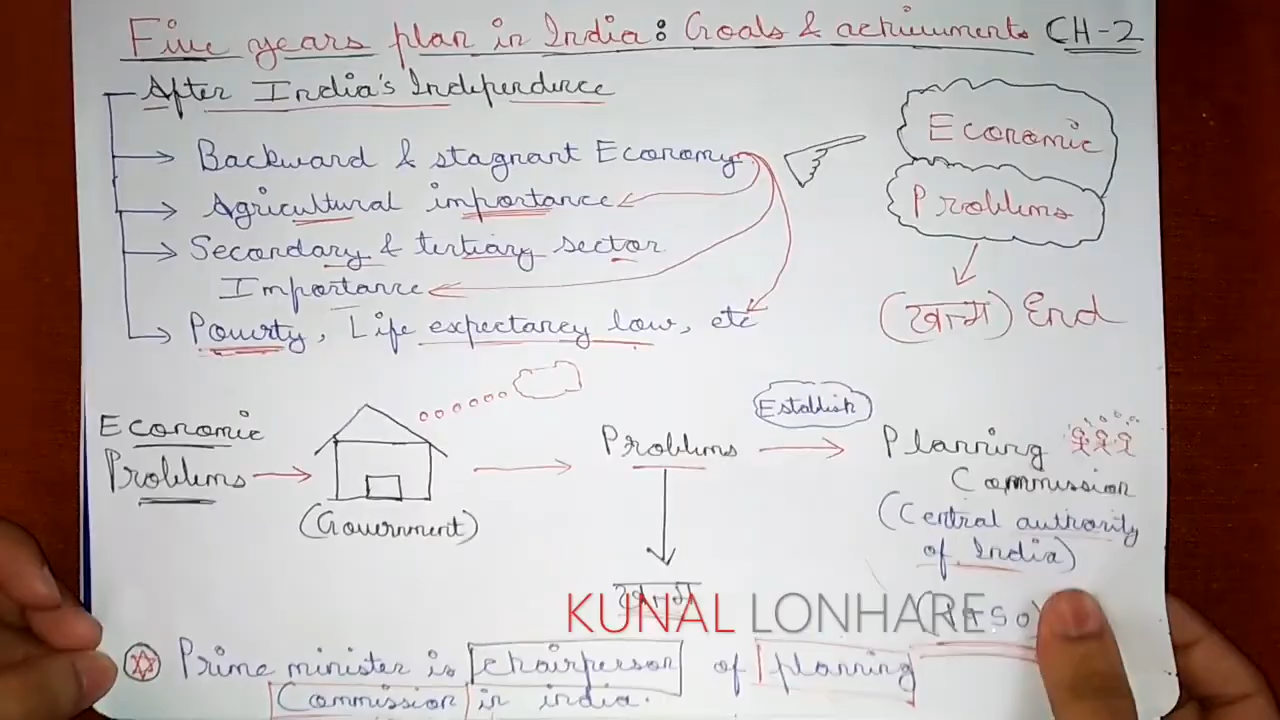 Five years plan in India: Goals & achivements CH-2
After India's Independence
Backward & stagnant Economy
Agricultural importance
Secondary & tertiary sector
Importance
Poverty, Life expectancy low, etc
Economic
Problems
(खत्म) End
Economic
Problems
(Government)
Problems
खत्म
Establish
Planning
Commission
(Central authority
of India)
KUNAL LONHARE
Prime minister is chairperson of planning
Commission in india.